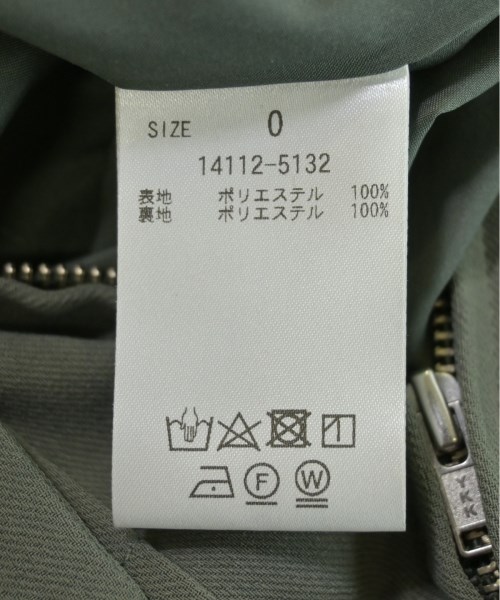 SIZE 0
14112-5132
表地 ポリエステル 100%
裏地 ポリエステル 100%
F W
YKK